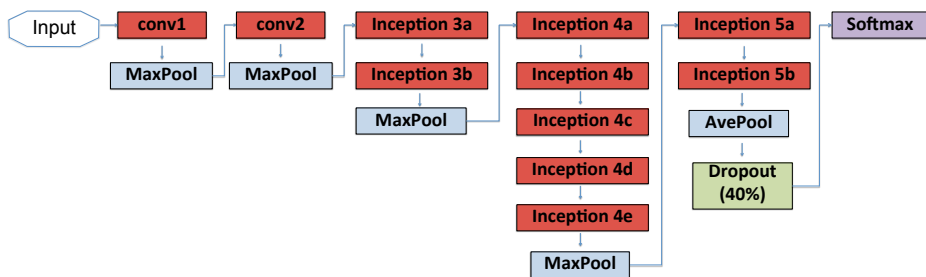 Input
conv1
MaxPool
conv2
MaxPool
Inception 3a
Inception 3b
MaxPool
Inception 4a
Inception 4b
Inception 4c
Inception 4d
Inception 4e
MaxPool
Inception 5a
Inception 5b
AvePool
Dropout
(40%)
Softmax